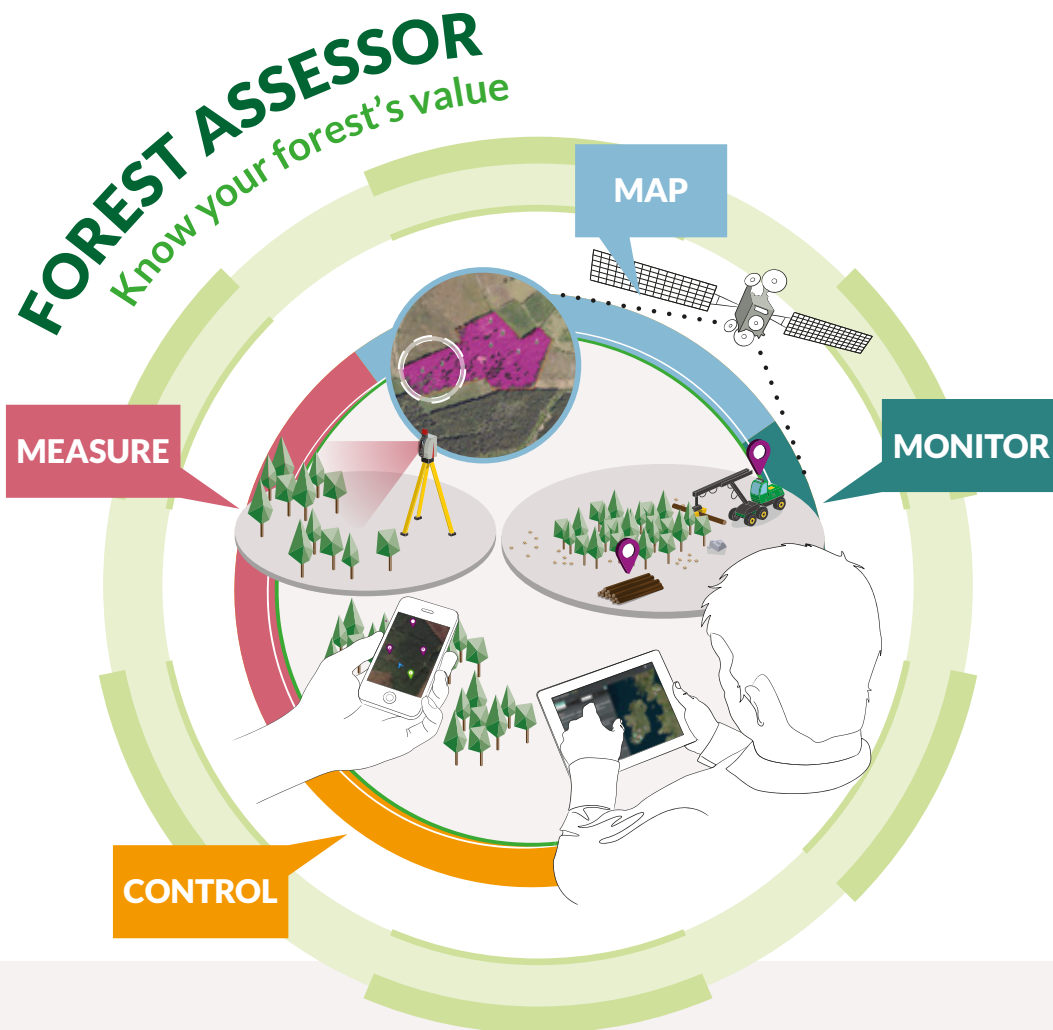 FOREST ASSESSOR
Know your forest's value
MAP
MEASURE
MONITOR
CONTROL